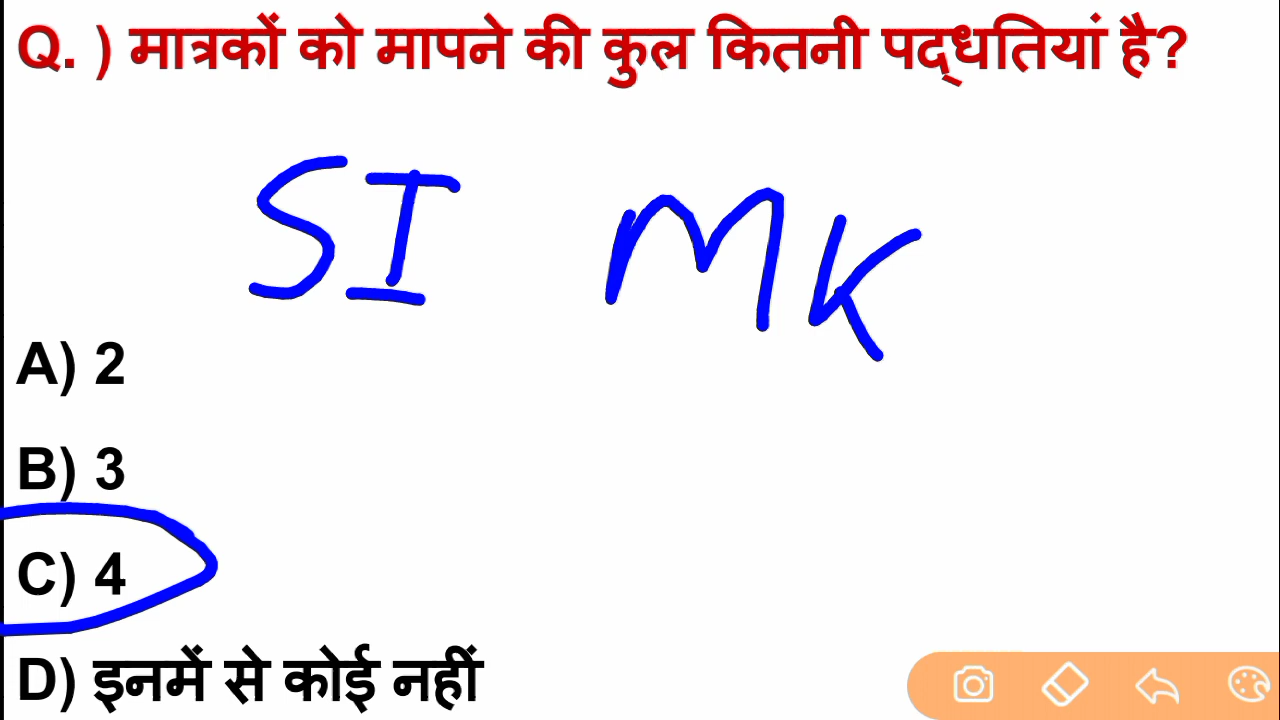 Q. ) मात्रकों को मापने की कुल कितनी पद्धतियां है?
SI MK
A) 2
B) 3
C) 4
D) इनमें से कोई नहीं